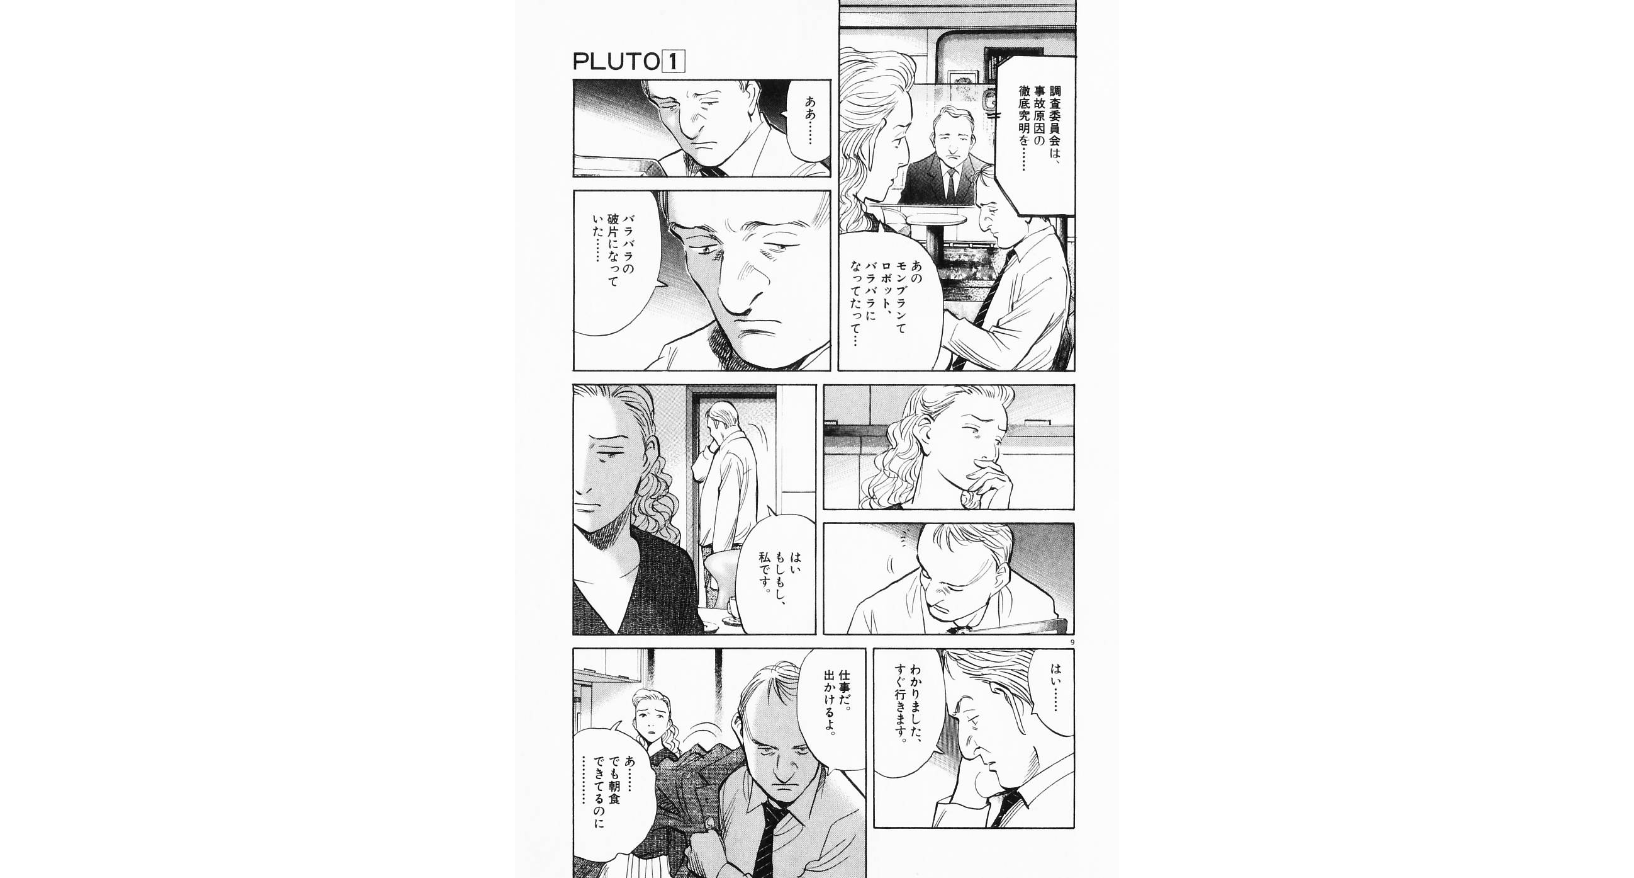 PLUTO 1
調査委員会は、
事故原因の
徹底究明を……
あの
モンブランて
ロボット、
バラバラに
なってたって…
ああ……
バラバラの
破片になって
いた……
はい
もしもし、
私です。
9
はい……
わかりました、
すぐ行きます。
仕事だ。
出かけるよ。
あ……
でも朝食
できてるのに
…………